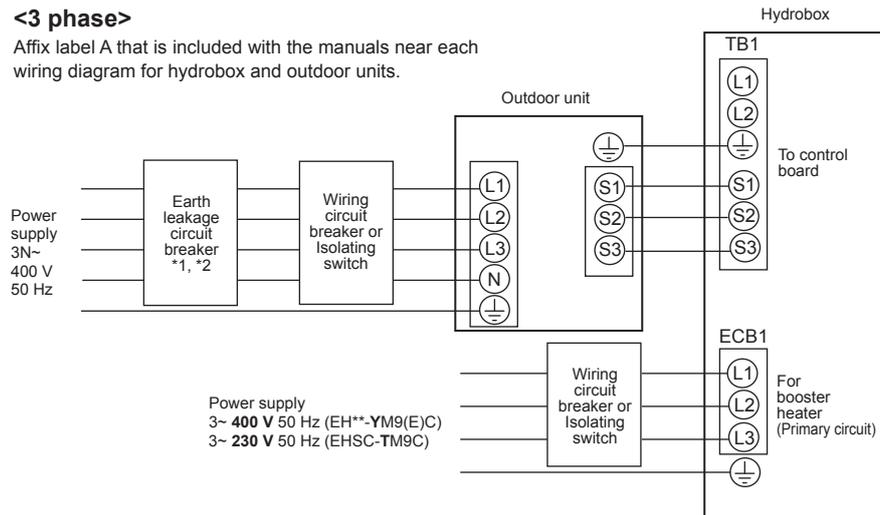 <3 phase>
Affix label A that is included with the manuals near each
wiring diagram for hydrobox and outdoor units.
Hydrobox
TB1
L1
L2
To control
board
S1
S2
S3
Outdoor unit
S1
S2
S3
L1
L2
L3
N
Power
supply
3N~
400 V
50 Hz
Earth
leakage
circuit
breaker
*1, *2
Wiring
circuit
breaker or
Isolating
switch
ECB1
L1
L2
L3
For
booster
heater
(Primary circuit)
Wiring
circuit
breaker or
Isolating
switch
Power supply
3~ 400 V 50 Hz (EH**-YM9(E)C)
3~ 230 V 50 Hz (EHSC-TM9C)